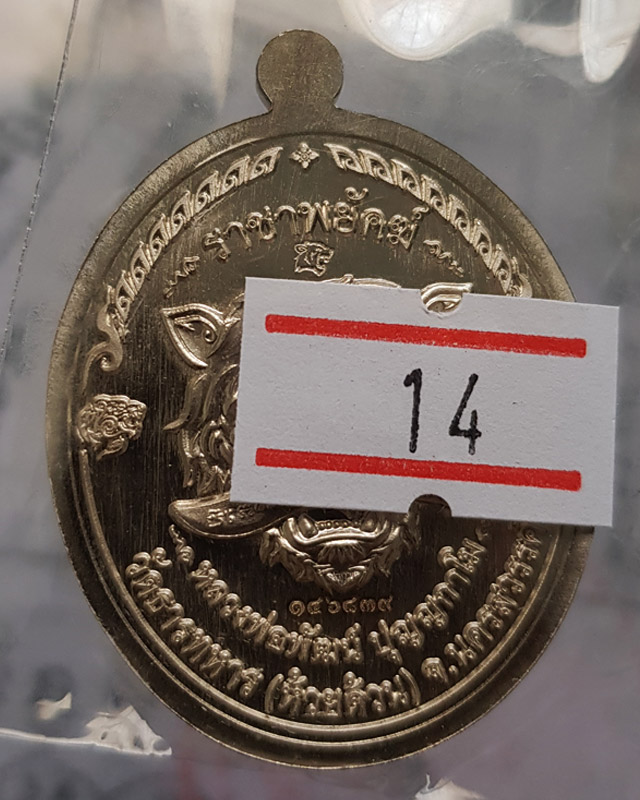 ราชาพยัคฆ์
14
๑๕๖๘๓๙
หลวงพ่อพัฒน์ ปุญฺญกาโม
วัดธารทหาร (ห้วยด้วน) จ.นครสวรรค์